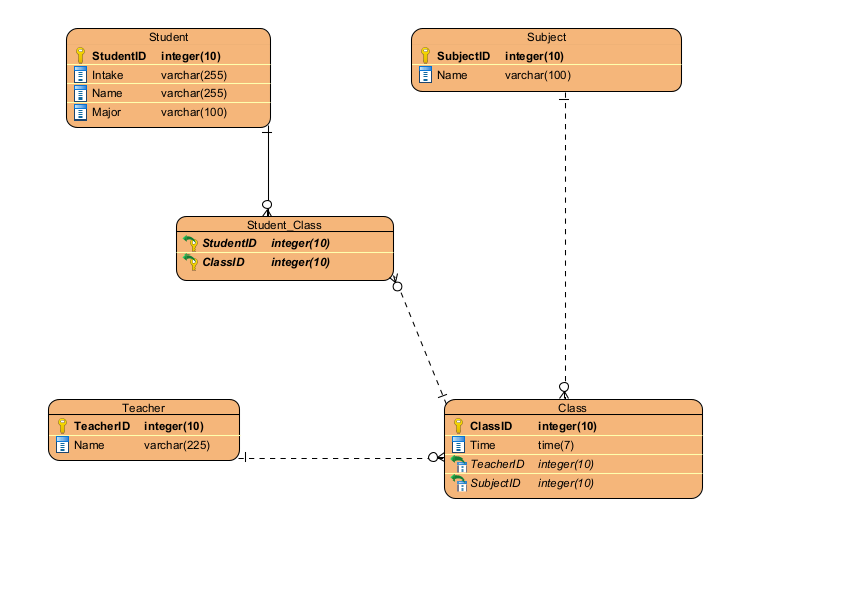 Student
StudentID integer(10)
Intake varchar(255)
Name varchar(255)
Major varchar(100)
Subject
SubjectID integer(10)
Name varchar(100)
Student_Class
StudentID integer(10)
ClassID integer(10)
Teacher
TeacherID integer(10)
Name varchar(225)
Class
ClassID integer(10)
Time time(7)
TeacherID integer(10)
SubjectID integer(10)